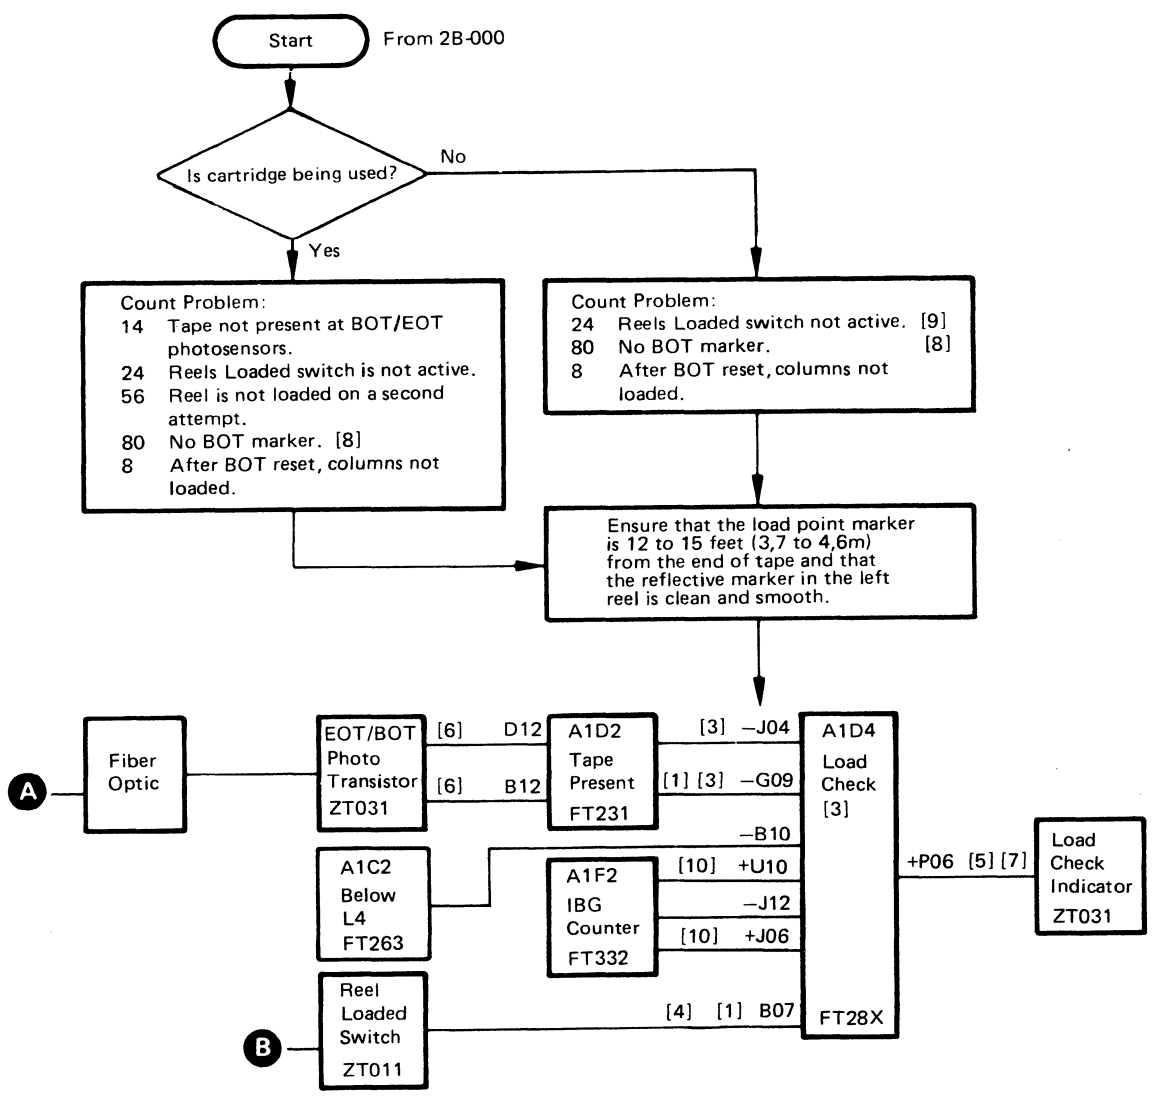 Start
From 2B-000
Is cartridge being used?
No
Yes
Count Problem:
14 Tape not present at BOT/EOT
photosensors.
24 Reels Loaded switch is not active.
56 Reel is not loaded on a second
attempt.
80 No BOT marker. [8]
8 After BOT reset, columns not
loaded.
Count Problem:
24 Reels Loaded switch not active. [9]
80 No BOT marker. [8]
8 After BOT reset, columns not
loaded.
Ensure that the load point marker
is 12 to 15 feet (3,7 to 4,6m)
from the end of tape and that
the reflective marker in the left
reel is clean and smooth.
A
Fiber
Optic
EOT/BOT
Photo
Transistor
ZT031
[6] D12
[6] B12
A1D2
Tape
Present
FT231
[3] —J04
[1] [3] —G09
—B10
A1C2
Below
L4
FT263
A1F2
IBG
Counter
FT332
[10] +U10
—J12
[10] +J06
B
Reel
Loaded
Switch
ZT011
[4] [1] B07
A1D4
Load
Check
[3]
FT28X
+P06 [5] [7]
Load
Check
Indicator
ZT031